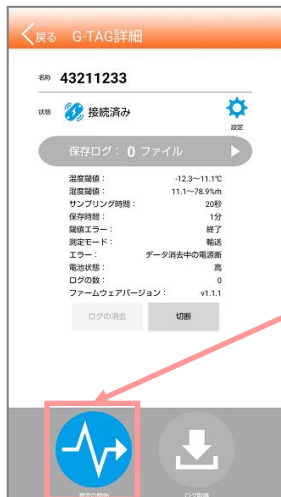 戻る G-TAG詳細
名称 43211233
状態 接続済み
設定
保存ログ： 0 ファイル
温度閾値： -12.3～11.1℃
湿度閾値： 11.1～78.9%rh
サンプリング時間： 20秒
保存時間： 1分
閾値エラー： 終了
測定モード： 輸送
エラー： データ消去中の電源断
電池状態： 高
ログの数： 0
ファームウェアバージョン： v1.1.1
ログの消去 切断